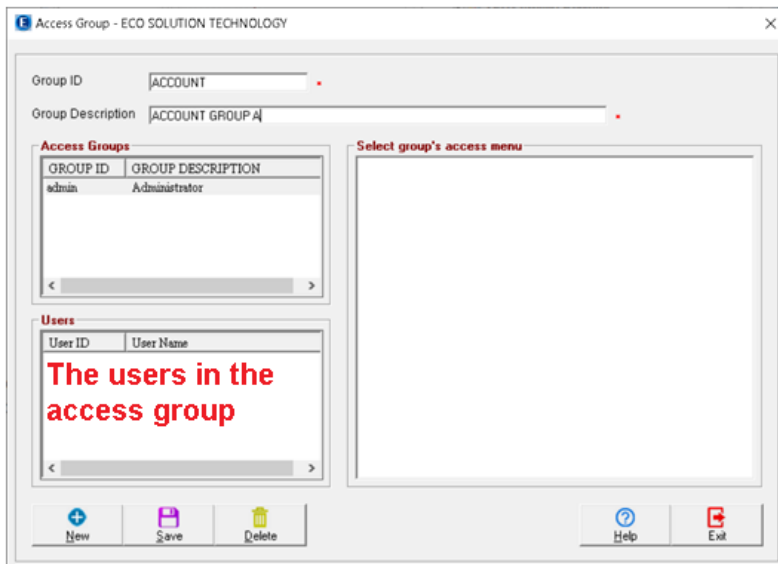 Access Group - ECO SOLUTION TECHNOLOGY
Group ID ACCOUNT *
Group Description ACCOUNT GROUP A *
Access Groups
GROUP ID GROUP DESCRIPTION
admin Administrator
Users
User ID User Name
The users in the
access group
Select group's access menu
New Save Delete Help Exit